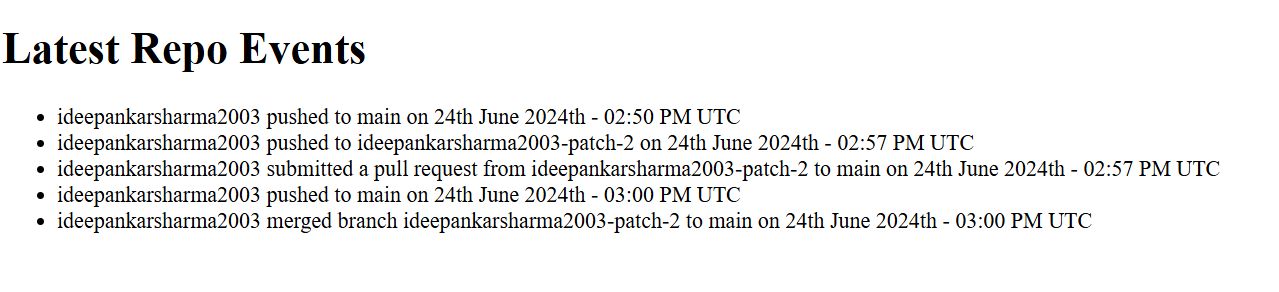 Latest Repo Events
ideepankarsharma2003 pushed to main on 24th June 2024th - 02:50 PM UTC
ideepankarsharma2003 pushed to ideepankarsharma2003-patch-2 on 24th June 2024th - 02:57 PM UTC
ideepankarsharma2003 submitted a pull request from ideepankarsharma2003-patch-2 to main on 24th June 2024th - 02:57 PM UTC
ideepankarsharma2003 pushed to main on 24th June 2024th - 03:00 PM UTC
ideepankarsharma2003 merged branch ideepankarsharma2003-patch-2 to main on 24th June 2024th - 03:00 PM UTC